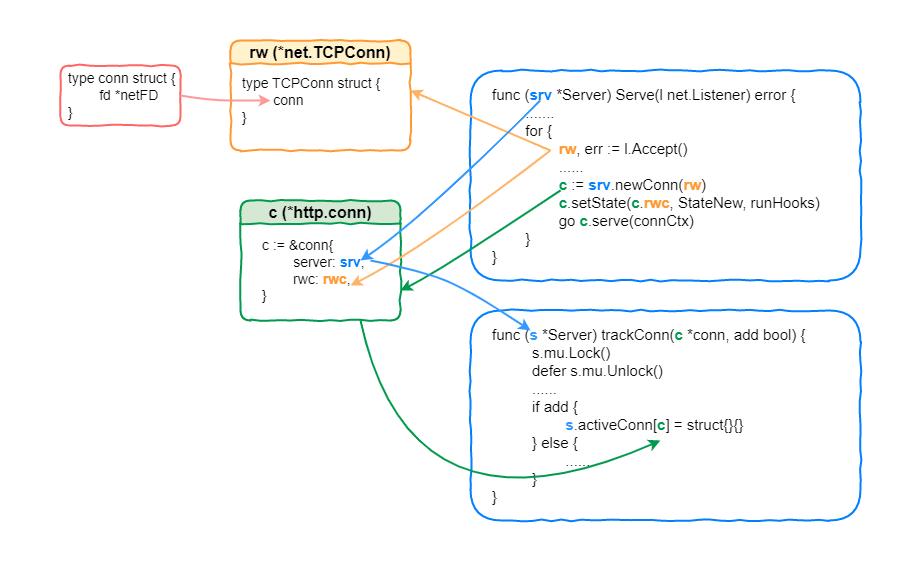 type conn struct {
fd *netFD
}
rw (*net.TCPConn)
type TCPConn struct {
conn
}
c (*http.conn)
c := &conn{
server: srv,
rwc: rwc,
}
func (srv *Server) Serve(l net.Listener) error {
.......
for {
rw, err := l.Accept()
......
c := srv.newConn(rw)
c.setState(c.rwc, StateNew, runHooks)
go c.serve(connCtx)
}
}
func (s *Server) trackConn(c *conn, add bool) {
s.mu.Lock()
defer s.mu.Unlock()
......
if add {
s.activeConn[c] = struct{}{}
} else {
......
}
}